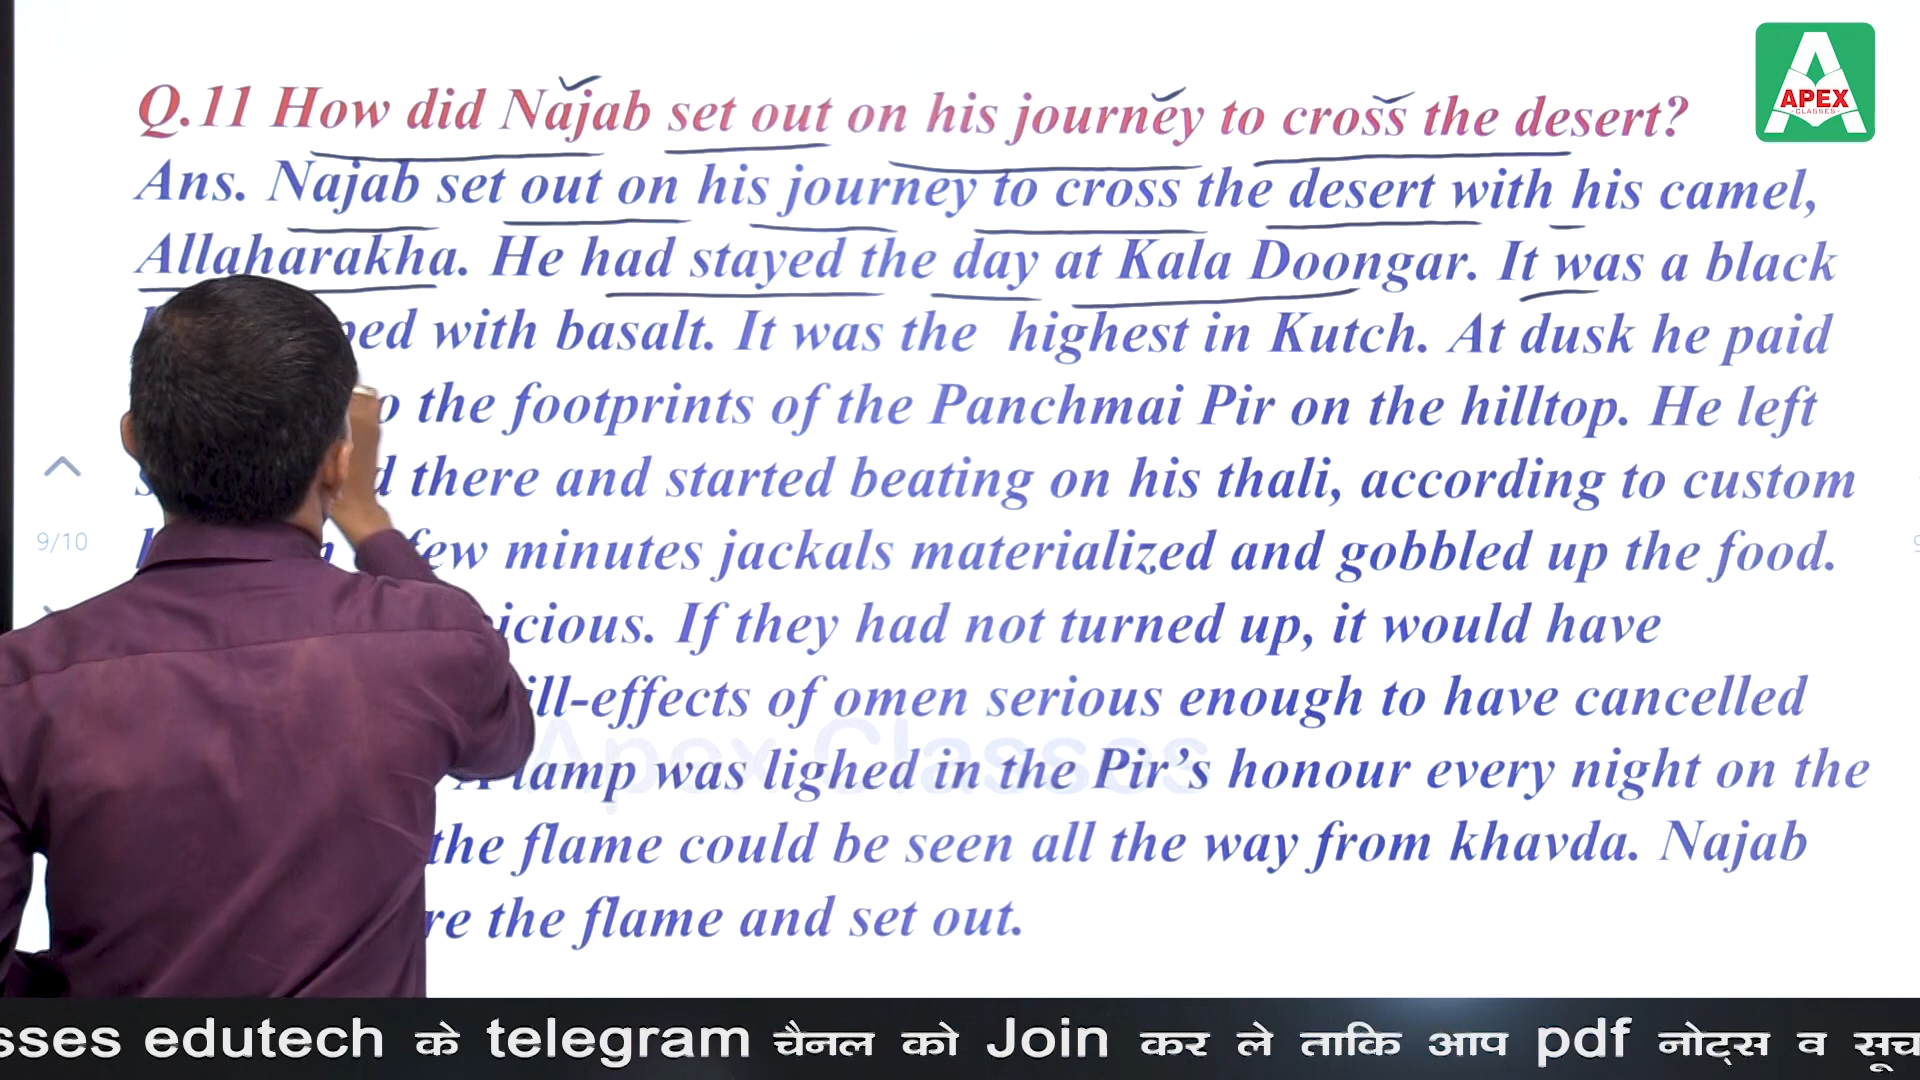 APEX
CLASSES
Q.11 How did Najab set out on his journey to cross the desert?
Ans. Najab set out on his journey to cross the desert with his camel,
Allaharakha. He had stayed the day at Kala Doongar. It was a black
with basalt. It was the highest in Kutch. At dusk he paid
the footprints of the Panchmai Pir on the hilltop. He left
there and started beating on his thali, according to custom
few minutes jackals materialized and gobbled up the food.
If they had not turned up, it would have
ill-effects of omen serious enough to have cancelled
A lamp was lighed in the Pir's honour every night on the
the flame could be seen all the way from khavda. Najab
the flame and set out.
9/10
Apex Classes
edutech के telegram चैनल को Join कर ले ताकि आप pdf नोट्स व